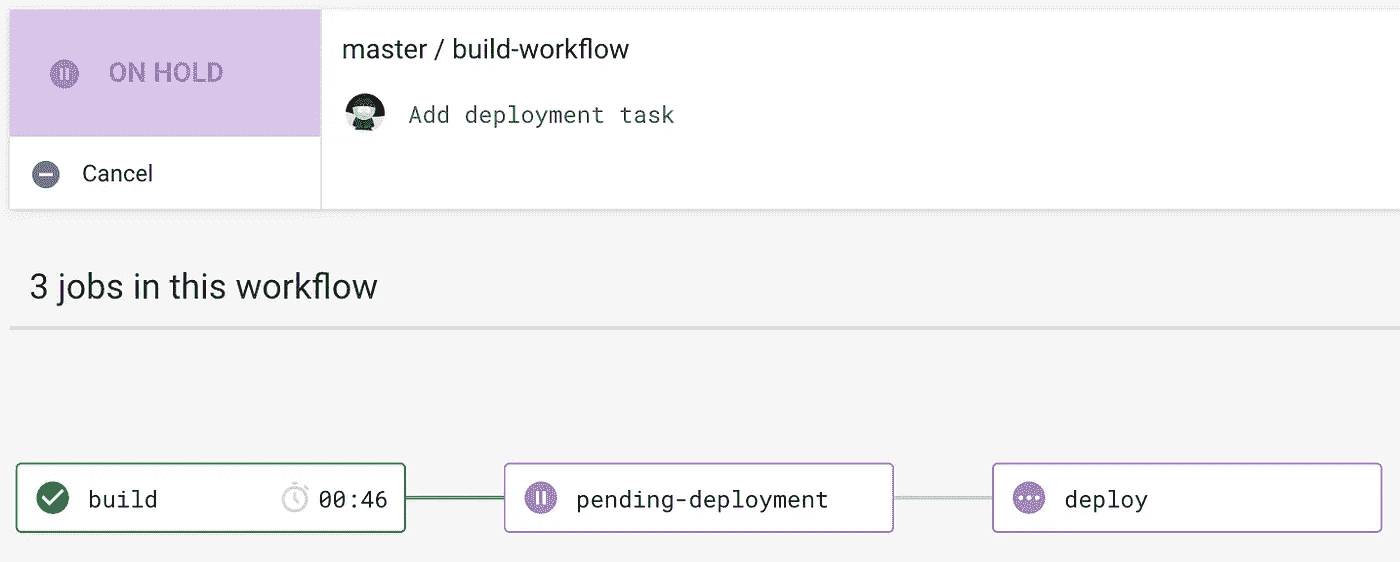 ON HOLD
master / build-workflow
Add deployment task
Cancel
3 jobs in this workflow
build 00:46
pending-deployment
deploy